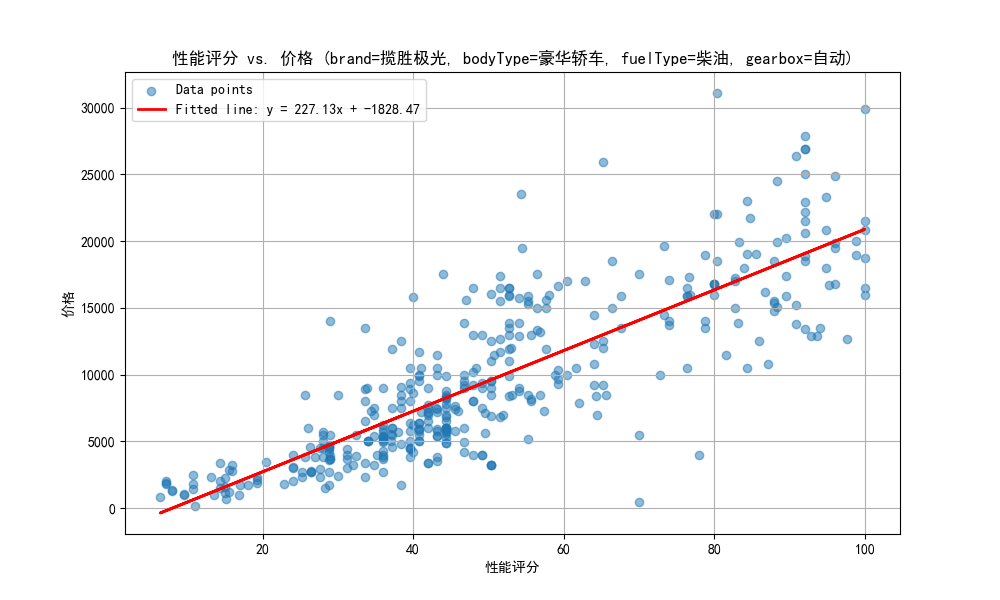 性能评分 vs. 价格 (brand=揽胜极光, bodyType=豪华轿车, fuelType=柴油, gearbox=自动)
Data points
Fitted line: y = 227.13x + -1828.47
30000
25000
20000
15000
10000
5000
0
价格
20
40
60
80
100
性能评分